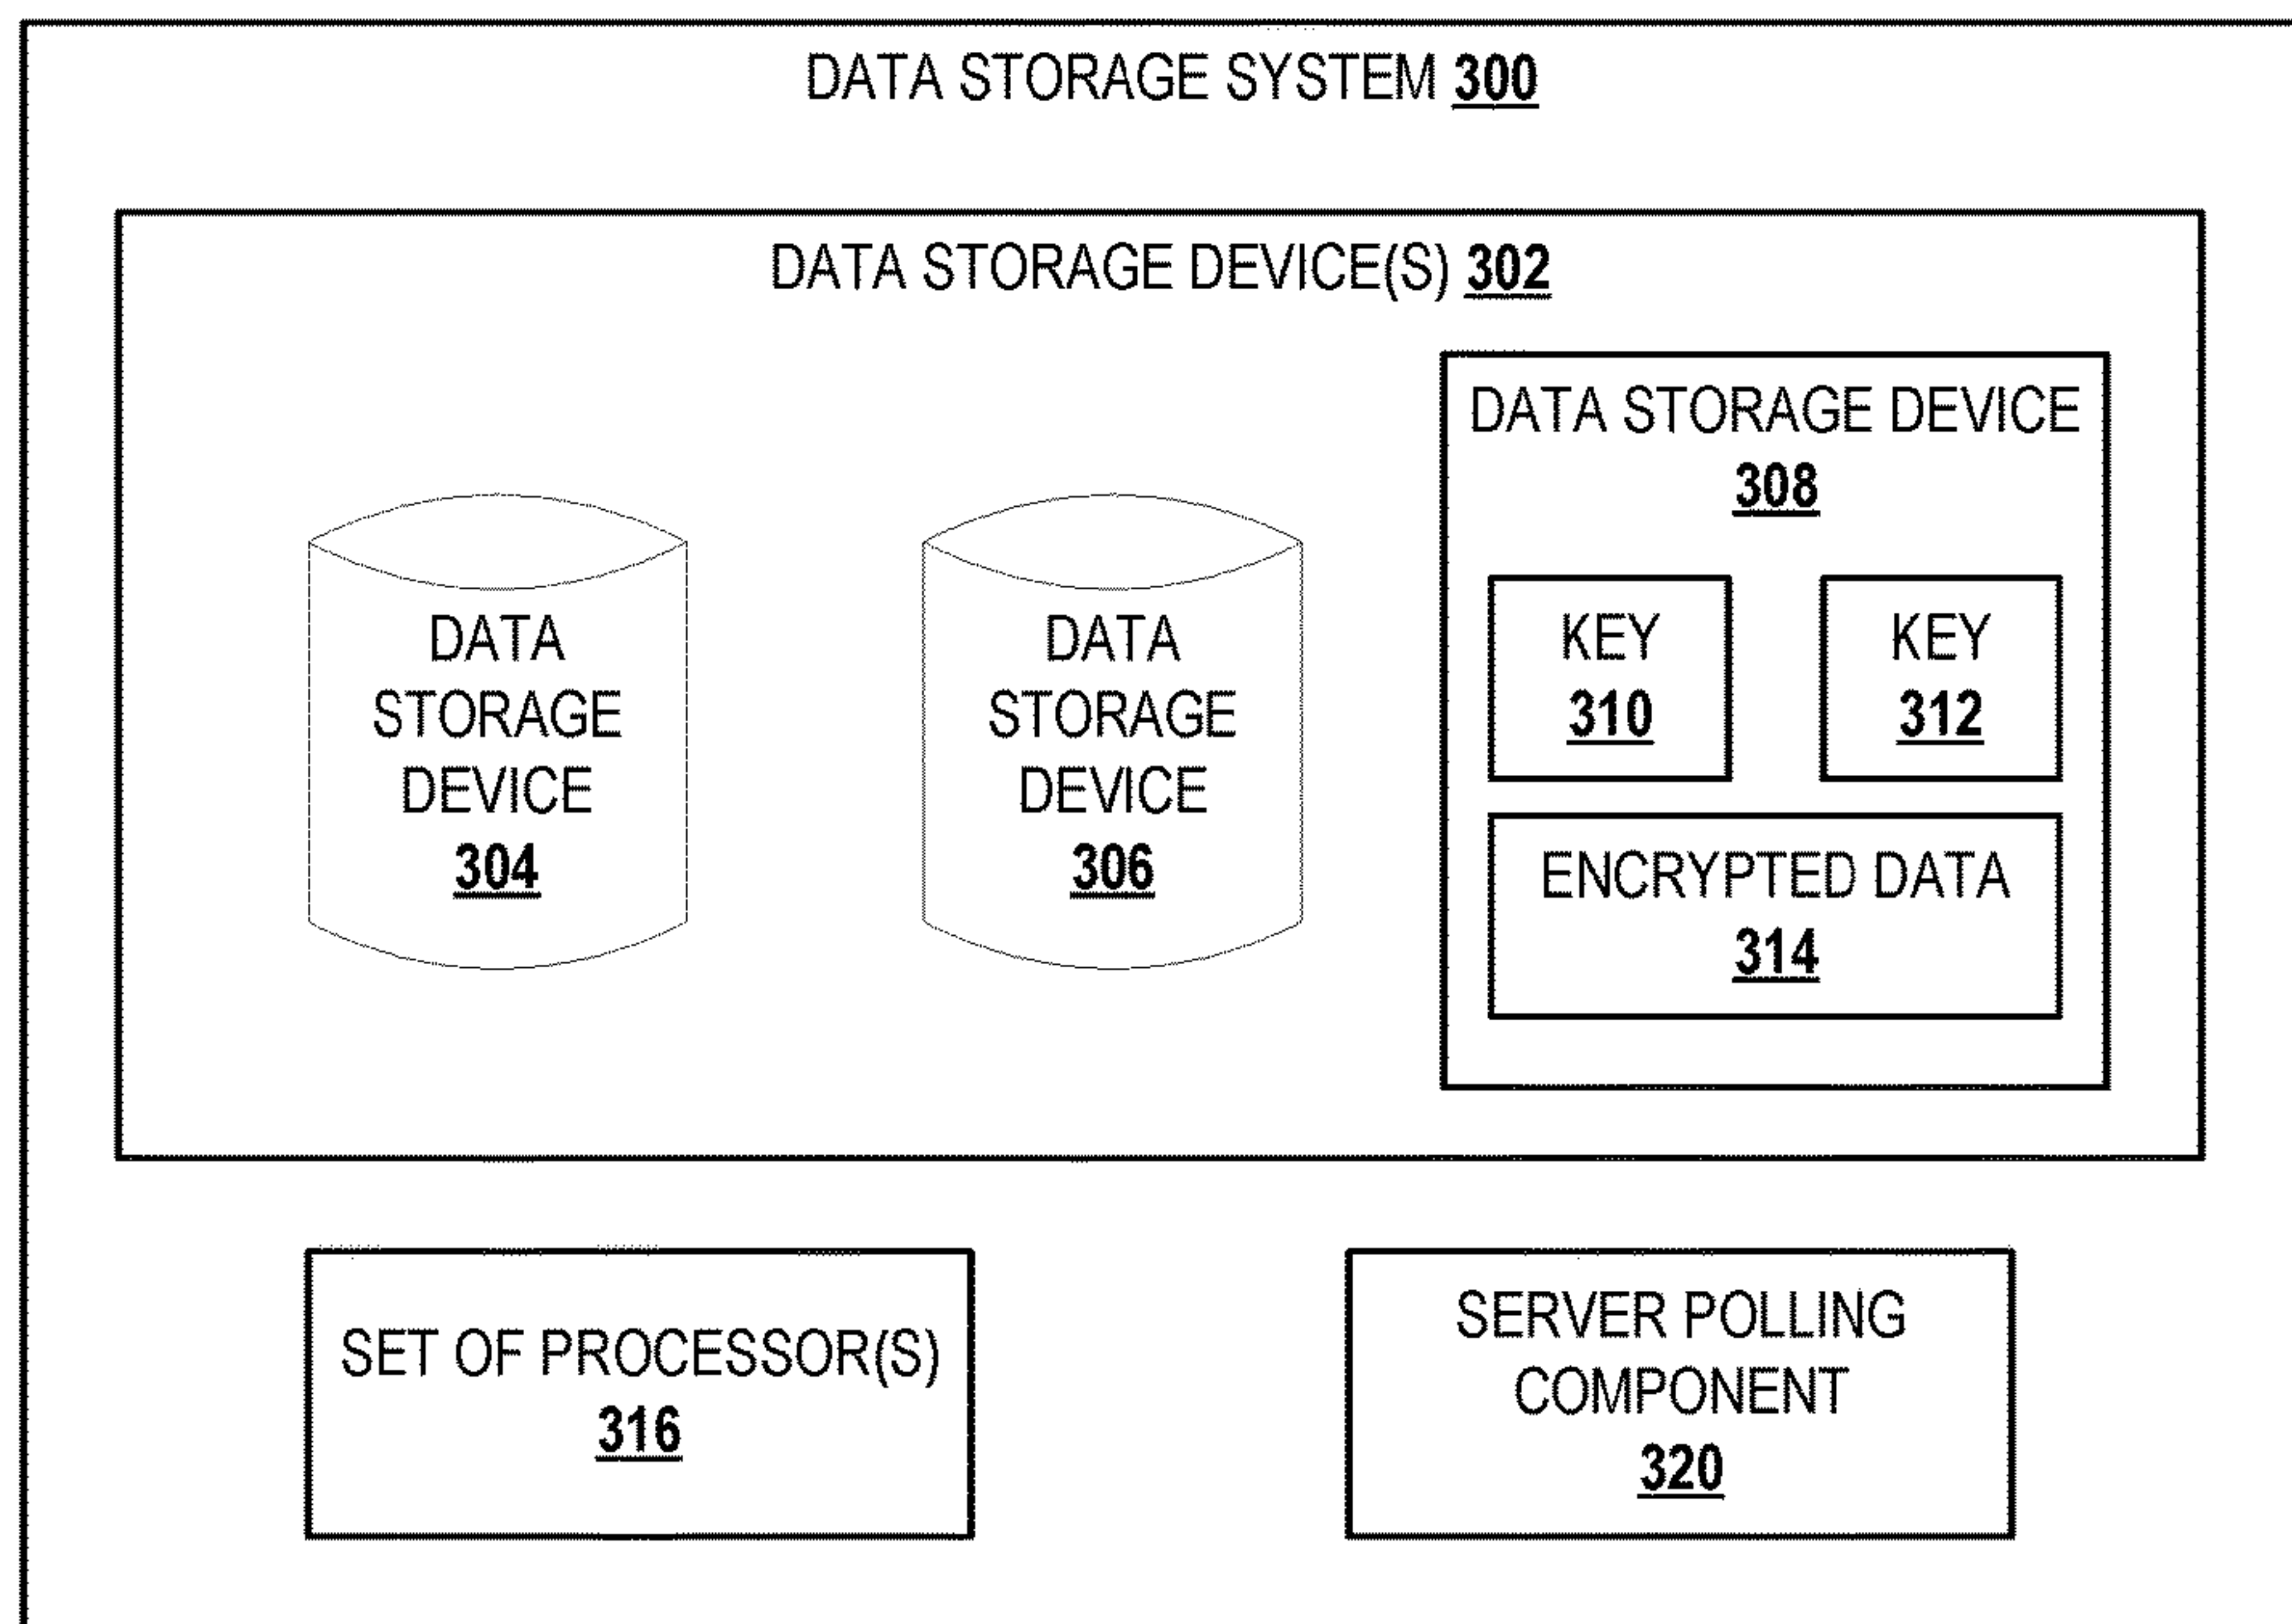 DATA STORAGE SYSTEM 300
DATA STORAGE DEVICE(S) 302
DATA
STORAGE
DEVICE
304
DATA
STORAGE
DEVICE
306
DATA STORAGE DEVICE
308
KEY
310
KEY
312
ENCRYPTED DATA
314
SET OF PROCESSOR(S)
316
SERVER POLLING
COMPONENT
320